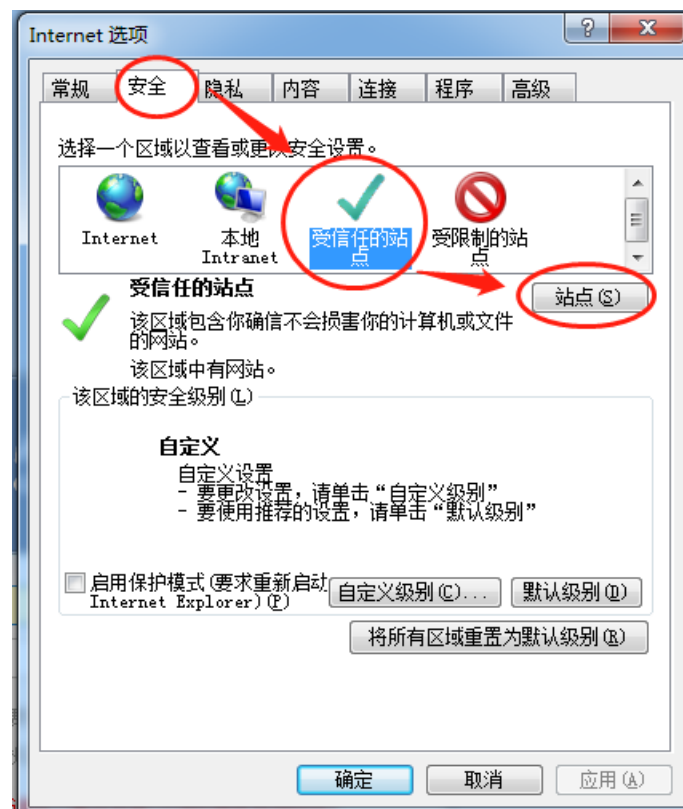 Internet 选项
常规 安全 隐私 内容 连接 程序 高级
选择一个区域以查看或更改安全设置。
Internet
本地
Intranet
受信任的站
点
受限制的站
点
受信任的站点
站点(S)
该区域包含你确信不会损害你的计算机或文件
的网站。
该区域中有网站。
该区域的安全级别(L)
自定义
自定义设置
- 要更改设置，请单击“自定义级别”
- 要使用推荐的设置，请单击“默认级别”
启用保护模式(要求重新启动
Internet Explorer)(P)
自定义级别(C)... 默认级别(D)
将所有区域重置为默认级别(R)
确定 取消 应用(A)